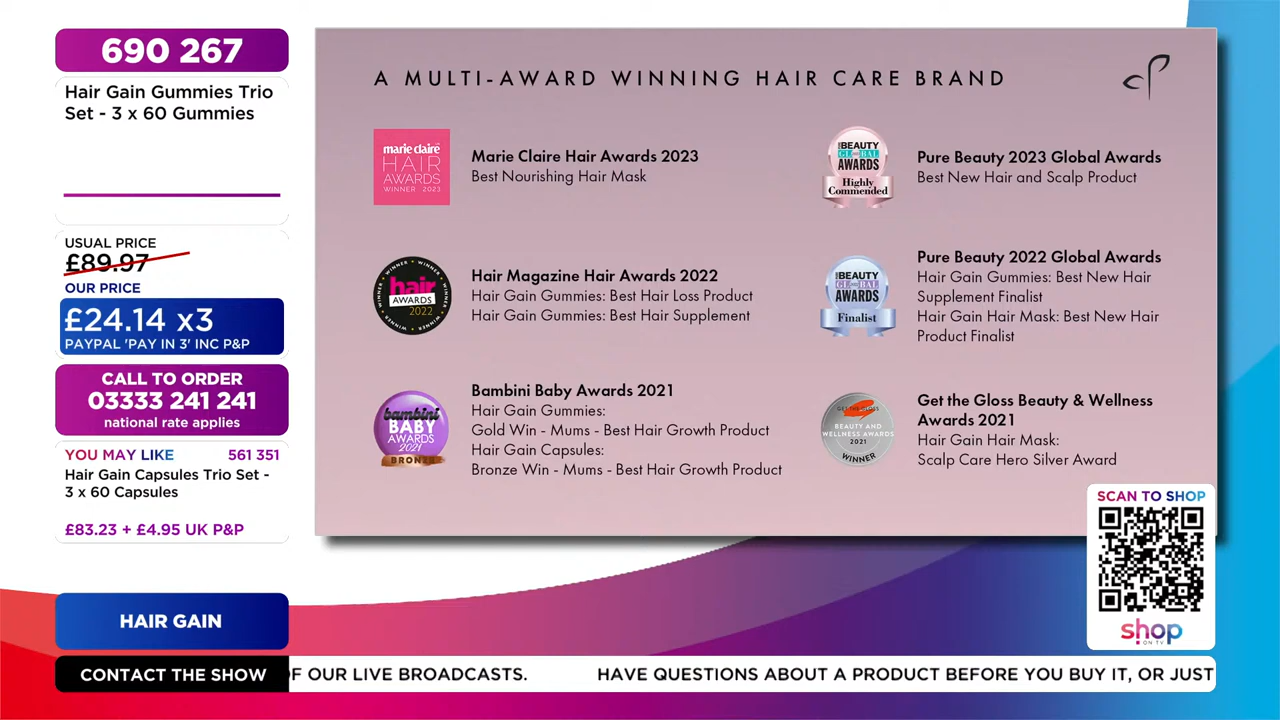 690 267
Hair Gain Gummies Trio
Set - 3 x 60 Gummies
USUAL PRICE
£89.97
OUR PRICE
£24.14 x3
PAYPAL 'PAY IN 3' INC P&P
CALL TO ORDER
03333 241 241
national rate applies
YOU MAY LIKE 561 351
Hair Gain Capsules Trio Set -
3 x 60 Capsules
£83.23 + £4.95 UK P&P
HAIR GAIN
A MULTI-AWARD WINNING HAIR CARE BRAND
marie claire
HAIR
AWARDS
WINNER 2023
Marie Claire Hair Awards 2023
Best Nourishing Hair Mask
BEAUTY
GLOBAL
AWARDS
Highly
Commended
Pure Beauty 2023 Global Awards
Best New Hair and Scalp Product
WINNER
hair
AWARDS
2022
Hair Magazine Hair Awards 2022
Hair Gain Gummies: Best Hair Loss Product
Hair Gain Gummies: Best Hair Supplement
BEAUTY
GLOBAL
AWARDS
Finalist
Pure Beauty 2022 Global Awards
Hair Gain Gummies: Best New Hair
Supplement Finalist
Hair Gain Hair Mask: Best New Hair
Product Finalist
bambini
BABY
AWARDS
2021
BRONZE
Bambini Baby Awards 2021
Hair Gain Gummies:
Gold Win - Mums - Best Hair Growth Product
Hair Gain Capsules:
Bronze Win - Mums - Best Hair Growth Product
GET THE GLOSS
BEAUTY AND
WELLNESS AWARDS
2021
WINNER
Get the Gloss Beauty & Wellness
Awards 2021
Hair Gain Hair Mask:
Scalp Care Hero Silver Award
SCAN TO SHOP
shop
ON TV
CONTACT THE SHOW
OF OUR LIVE BROADCASTS. HAVE QUESTIONS ABOUT A PRODUCT BEFORE YOU BUY IT, OR JUST